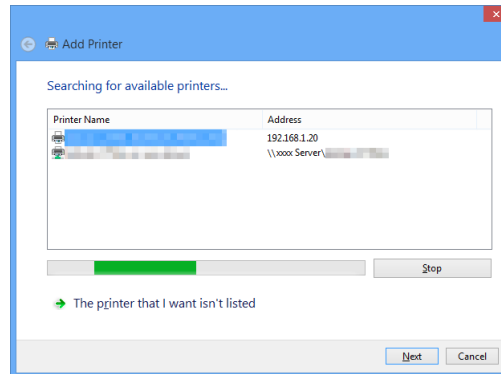 Add Printer
Searching for available printers...
Printer Name Address
192.168.1.20
\\xxxx Server\
Stop
The printer that I want isn't listed
Next Cancel